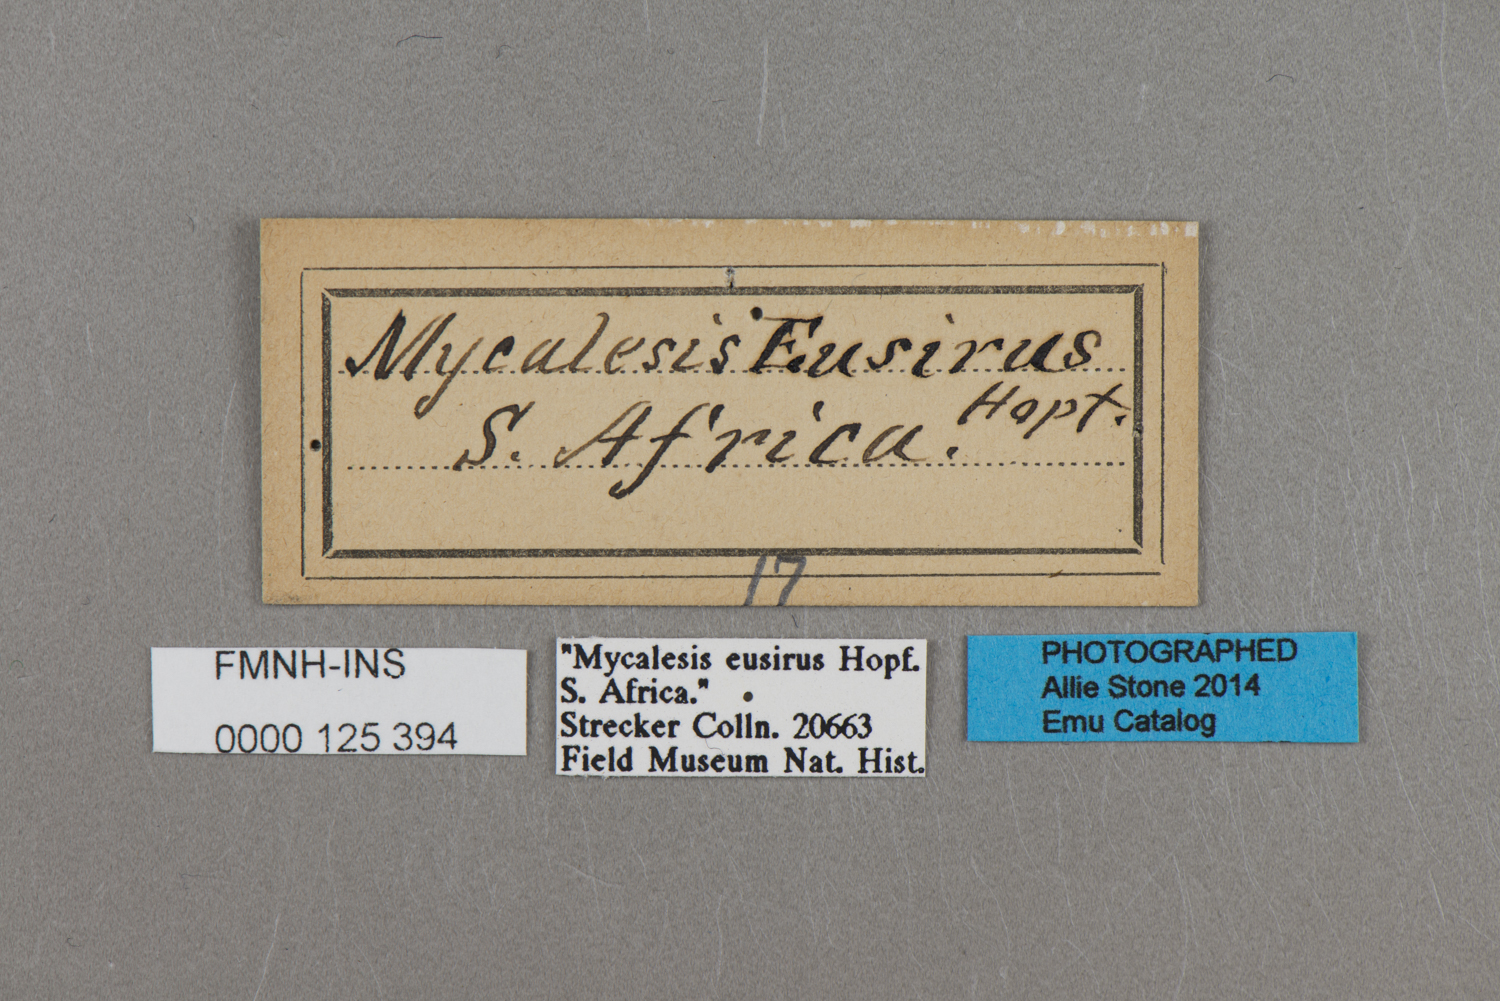 Mycalesis Eusirus
Hopf.
S. Africa.
17
FMNH-INS
0000 125 394
"Mycalesis eusirus Hopf.
S. Africa."
Strecker Colln. 20663
Field Museum Nat. Hist.
PHOTOGRAPHED
Allie Stone 2014
Emu Catalog